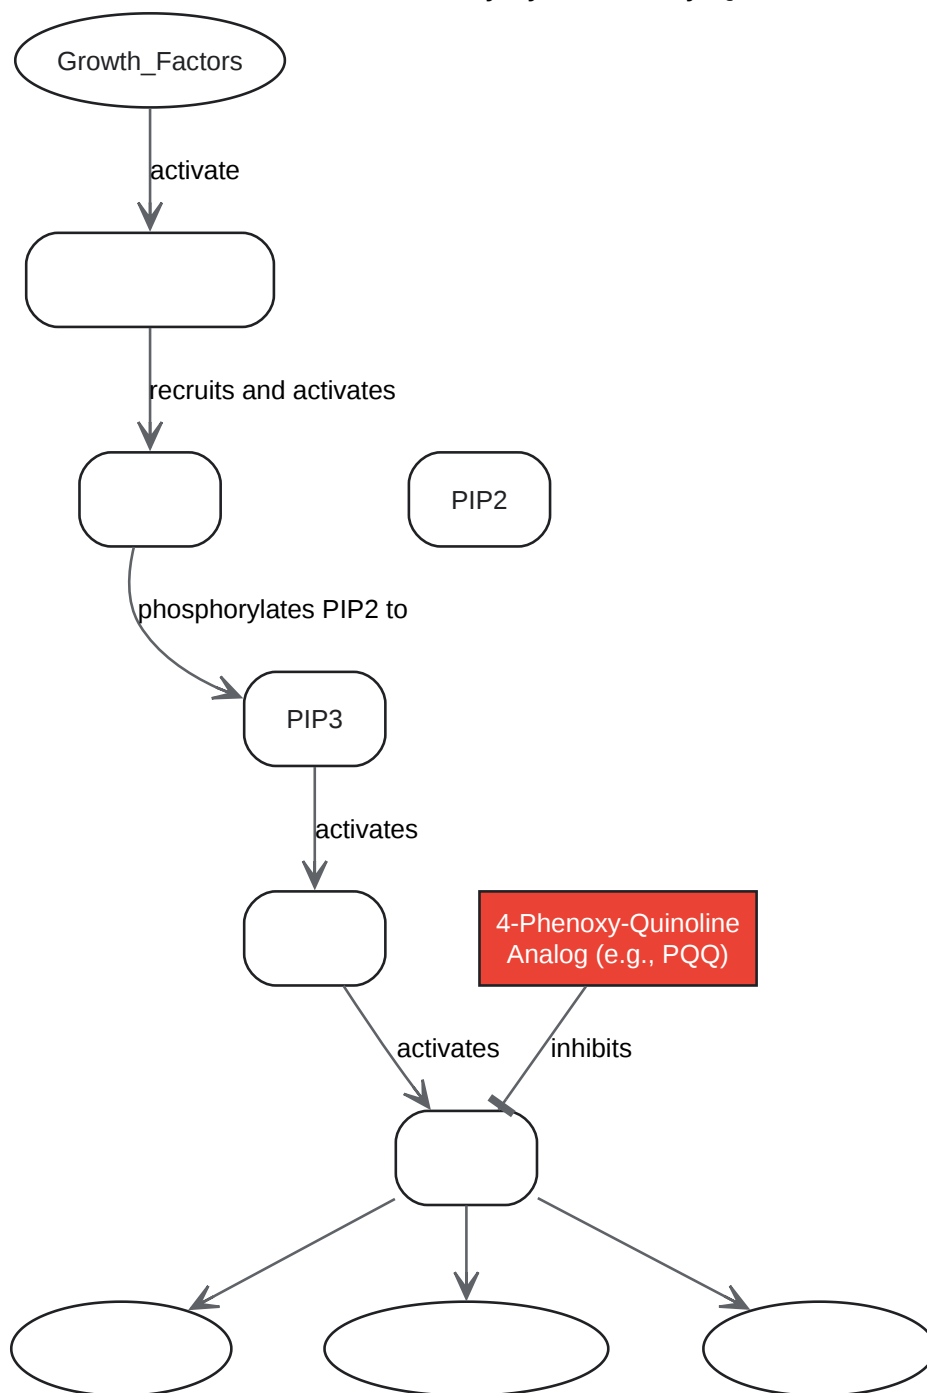 Growth_Factors
activate
recruits and activates
PIP2
phosphorylates PIP2 to
PIP3
activates
4-Phenoxy-Quinoline
Analog (e.g., PQQ)
activates
inhibits